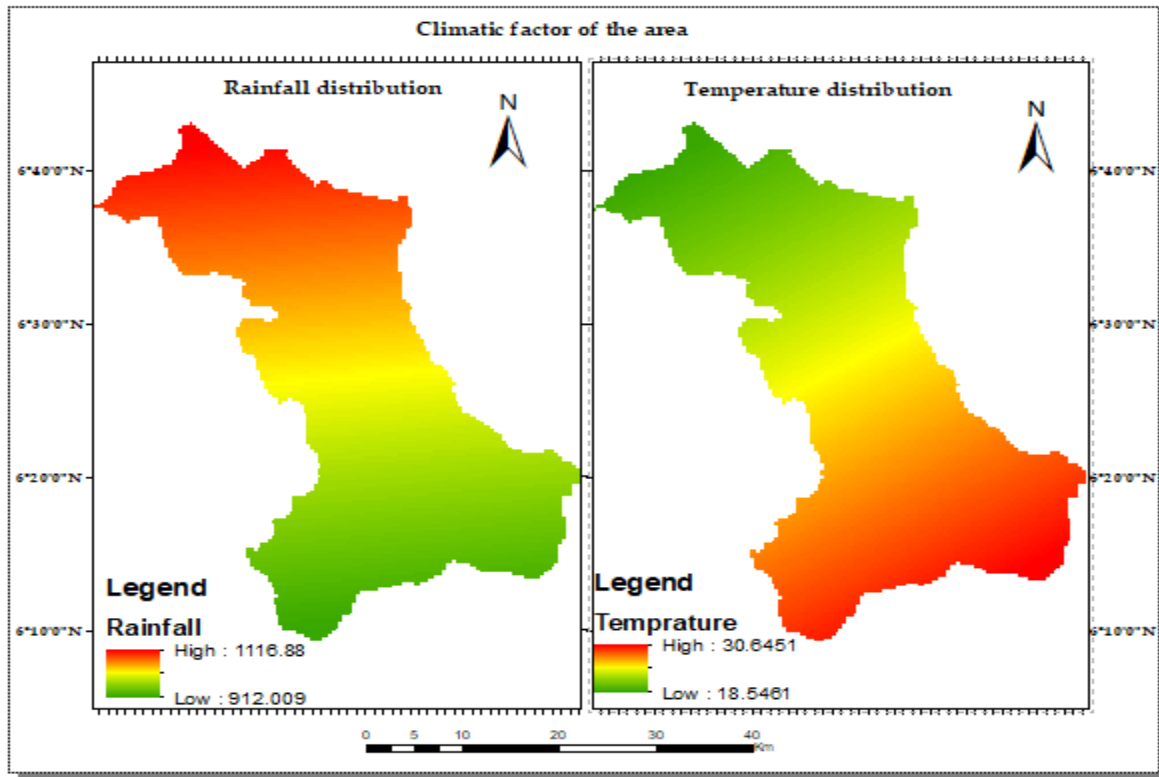 Climatic factor of the area
Rainfall distribution
N
6°40'0"N
6°30'0"N
6°20'0"N
6°10'0"N
Legend
Rainfall
High : 1116.88
Low : 912.009
Temperature distribution
N
6°40'0"N
6°30'0"N
6°20'0"N
6°10'0"N
Legend
Temprature
High : 30.6451
Low : 18.5461
0 5 10 20 30 40
Km